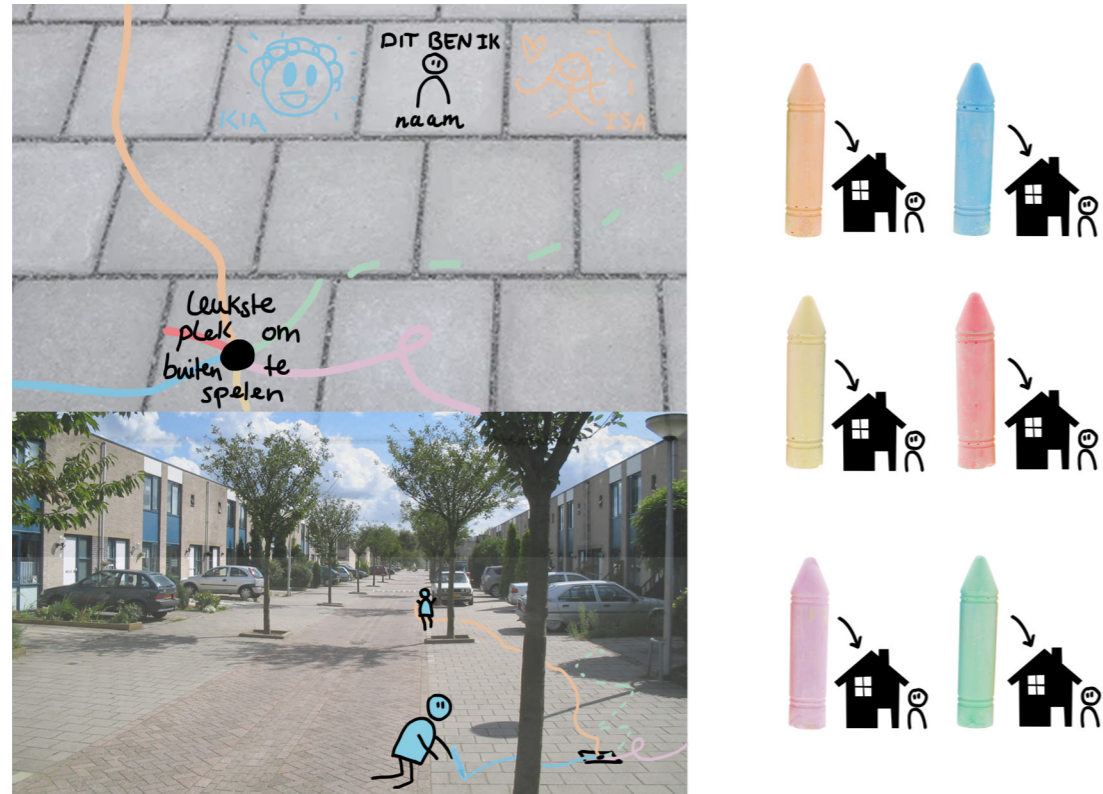 DIT BEN IK
KIA
naam
ISA
leukste
plek om
buiten te
spelen